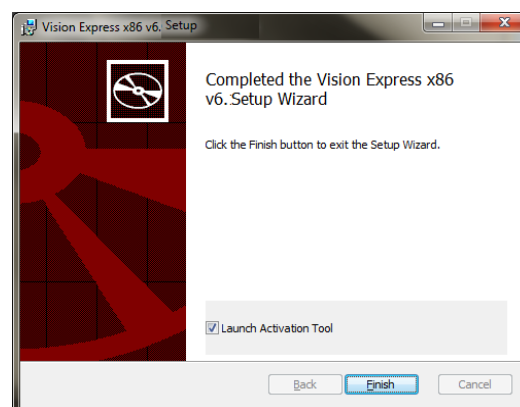 Vision Express x86 v6. Setup
Completed the Vision Express x86
v6. Setup Wizard
Click the Finish button to exit the Setup Wizard.
Launch Activation Tool
Back Finish Cancel